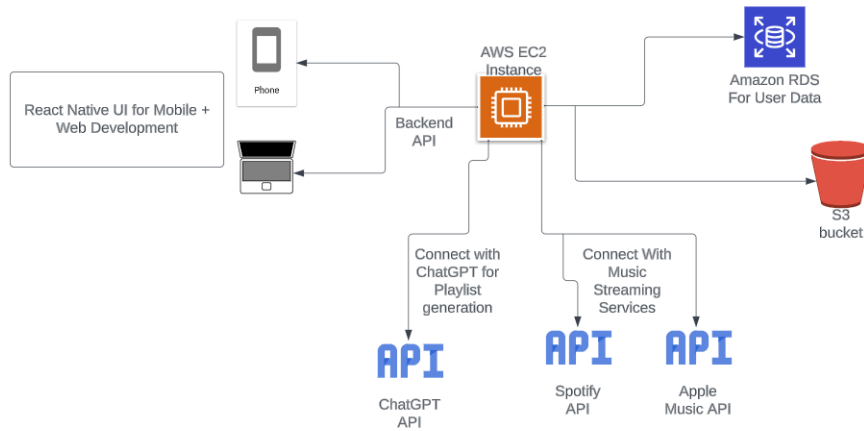 React Native UI for Mobile +
Web Development
Phone
Backend
API
AWS EC2
Instance
Amazon RDS
For User Data
S3
bucket
Connect with
ChatGPT for
Playlist
generation
Connect With
Music
Streaming
Services
API
ChatGPT
API
API
Spotify
API
API
Apple
Music API